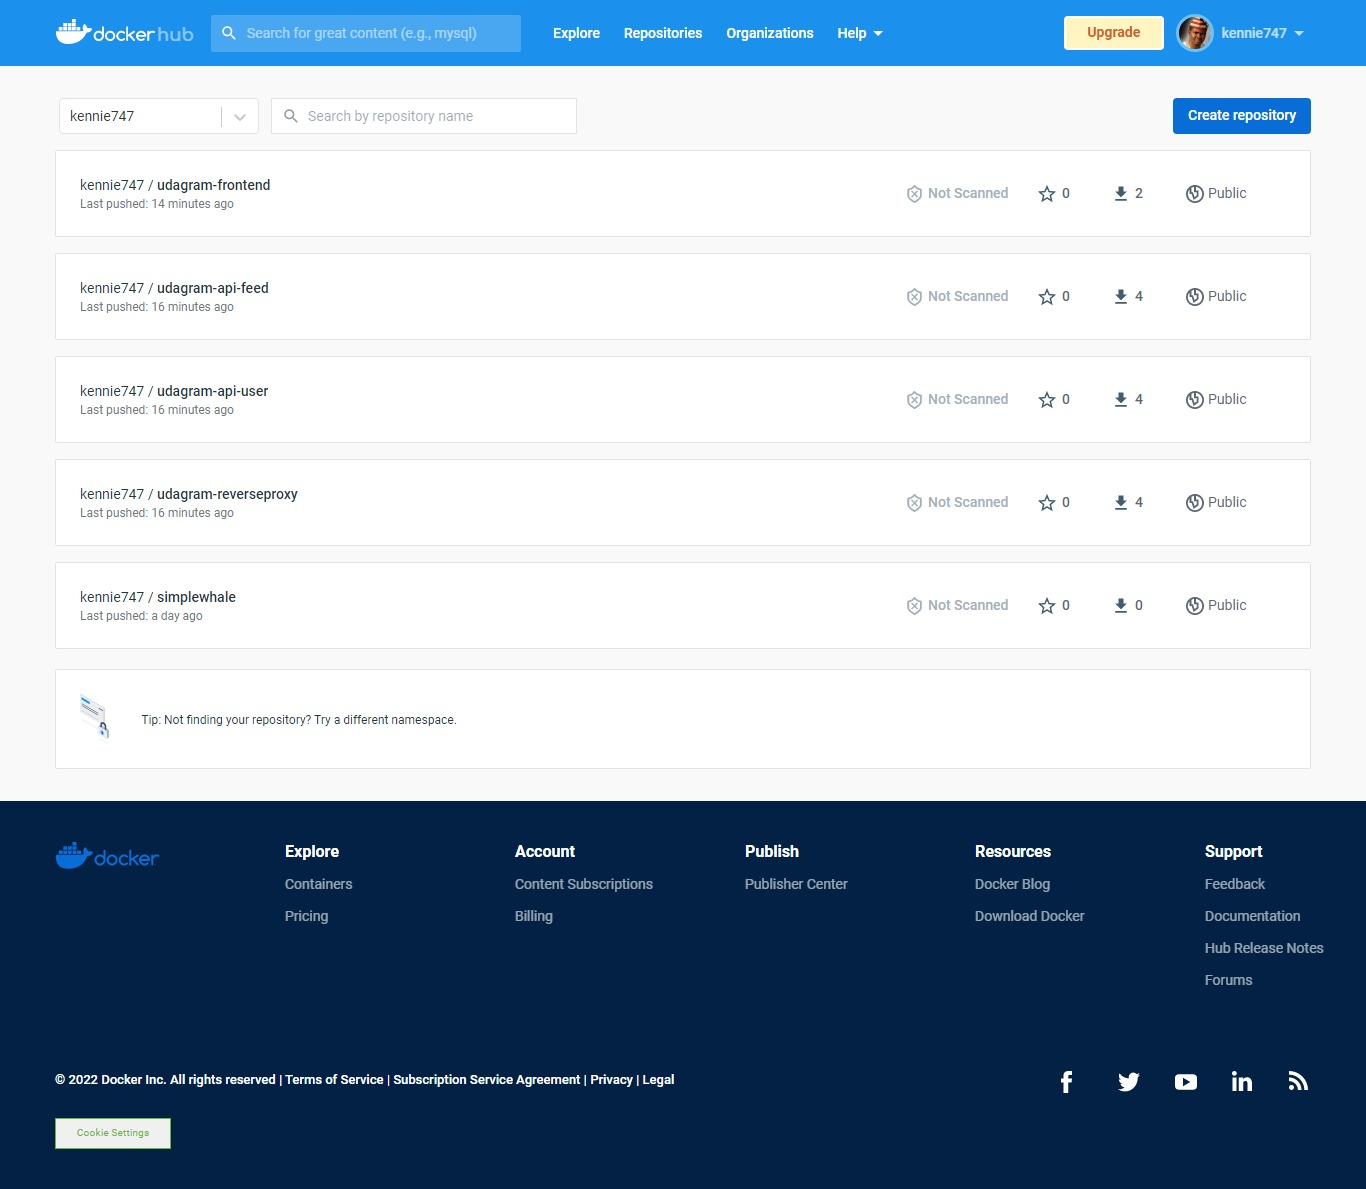 docker hub Search for great content (e.g., mysql) Explore Repositories Organizations Help Upgrade kennie747
kennie747 Search by repository name Create repository
kennie747 / udagram-frontend
Last pushed: 14 minutes ago
Not Scanned 0 2 Public
kennie747 / udagram-api-feed
Last pushed: 16 minutes ago
Not Scanned 0 4 Public
kennie747 / udagram-api-user
Last pushed: 16 minutes ago
Not Scanned 0 4 Public
kennie747 / udagram-reverseproxy
Last pushed: 16 minutes ago
Not Scanned 0 4 Public
kennie747 / simplewhale
Last pushed: a day ago
Not Scanned 0 0 Public
Tip: Not finding your repository? Try a different namespace.
docker
Explore
Containers
Pricing
Account
Content Subscriptions
Billing
Publish
Publisher Center
Resources
Docker Blog
Download Docker
Support
Feedback
Documentation
Hub Release Notes
Forums
© 2022 Docker Inc. All rights reserved | Terms of Service | Subscription Service Agreement | Privacy | Legal
Cookie Settings